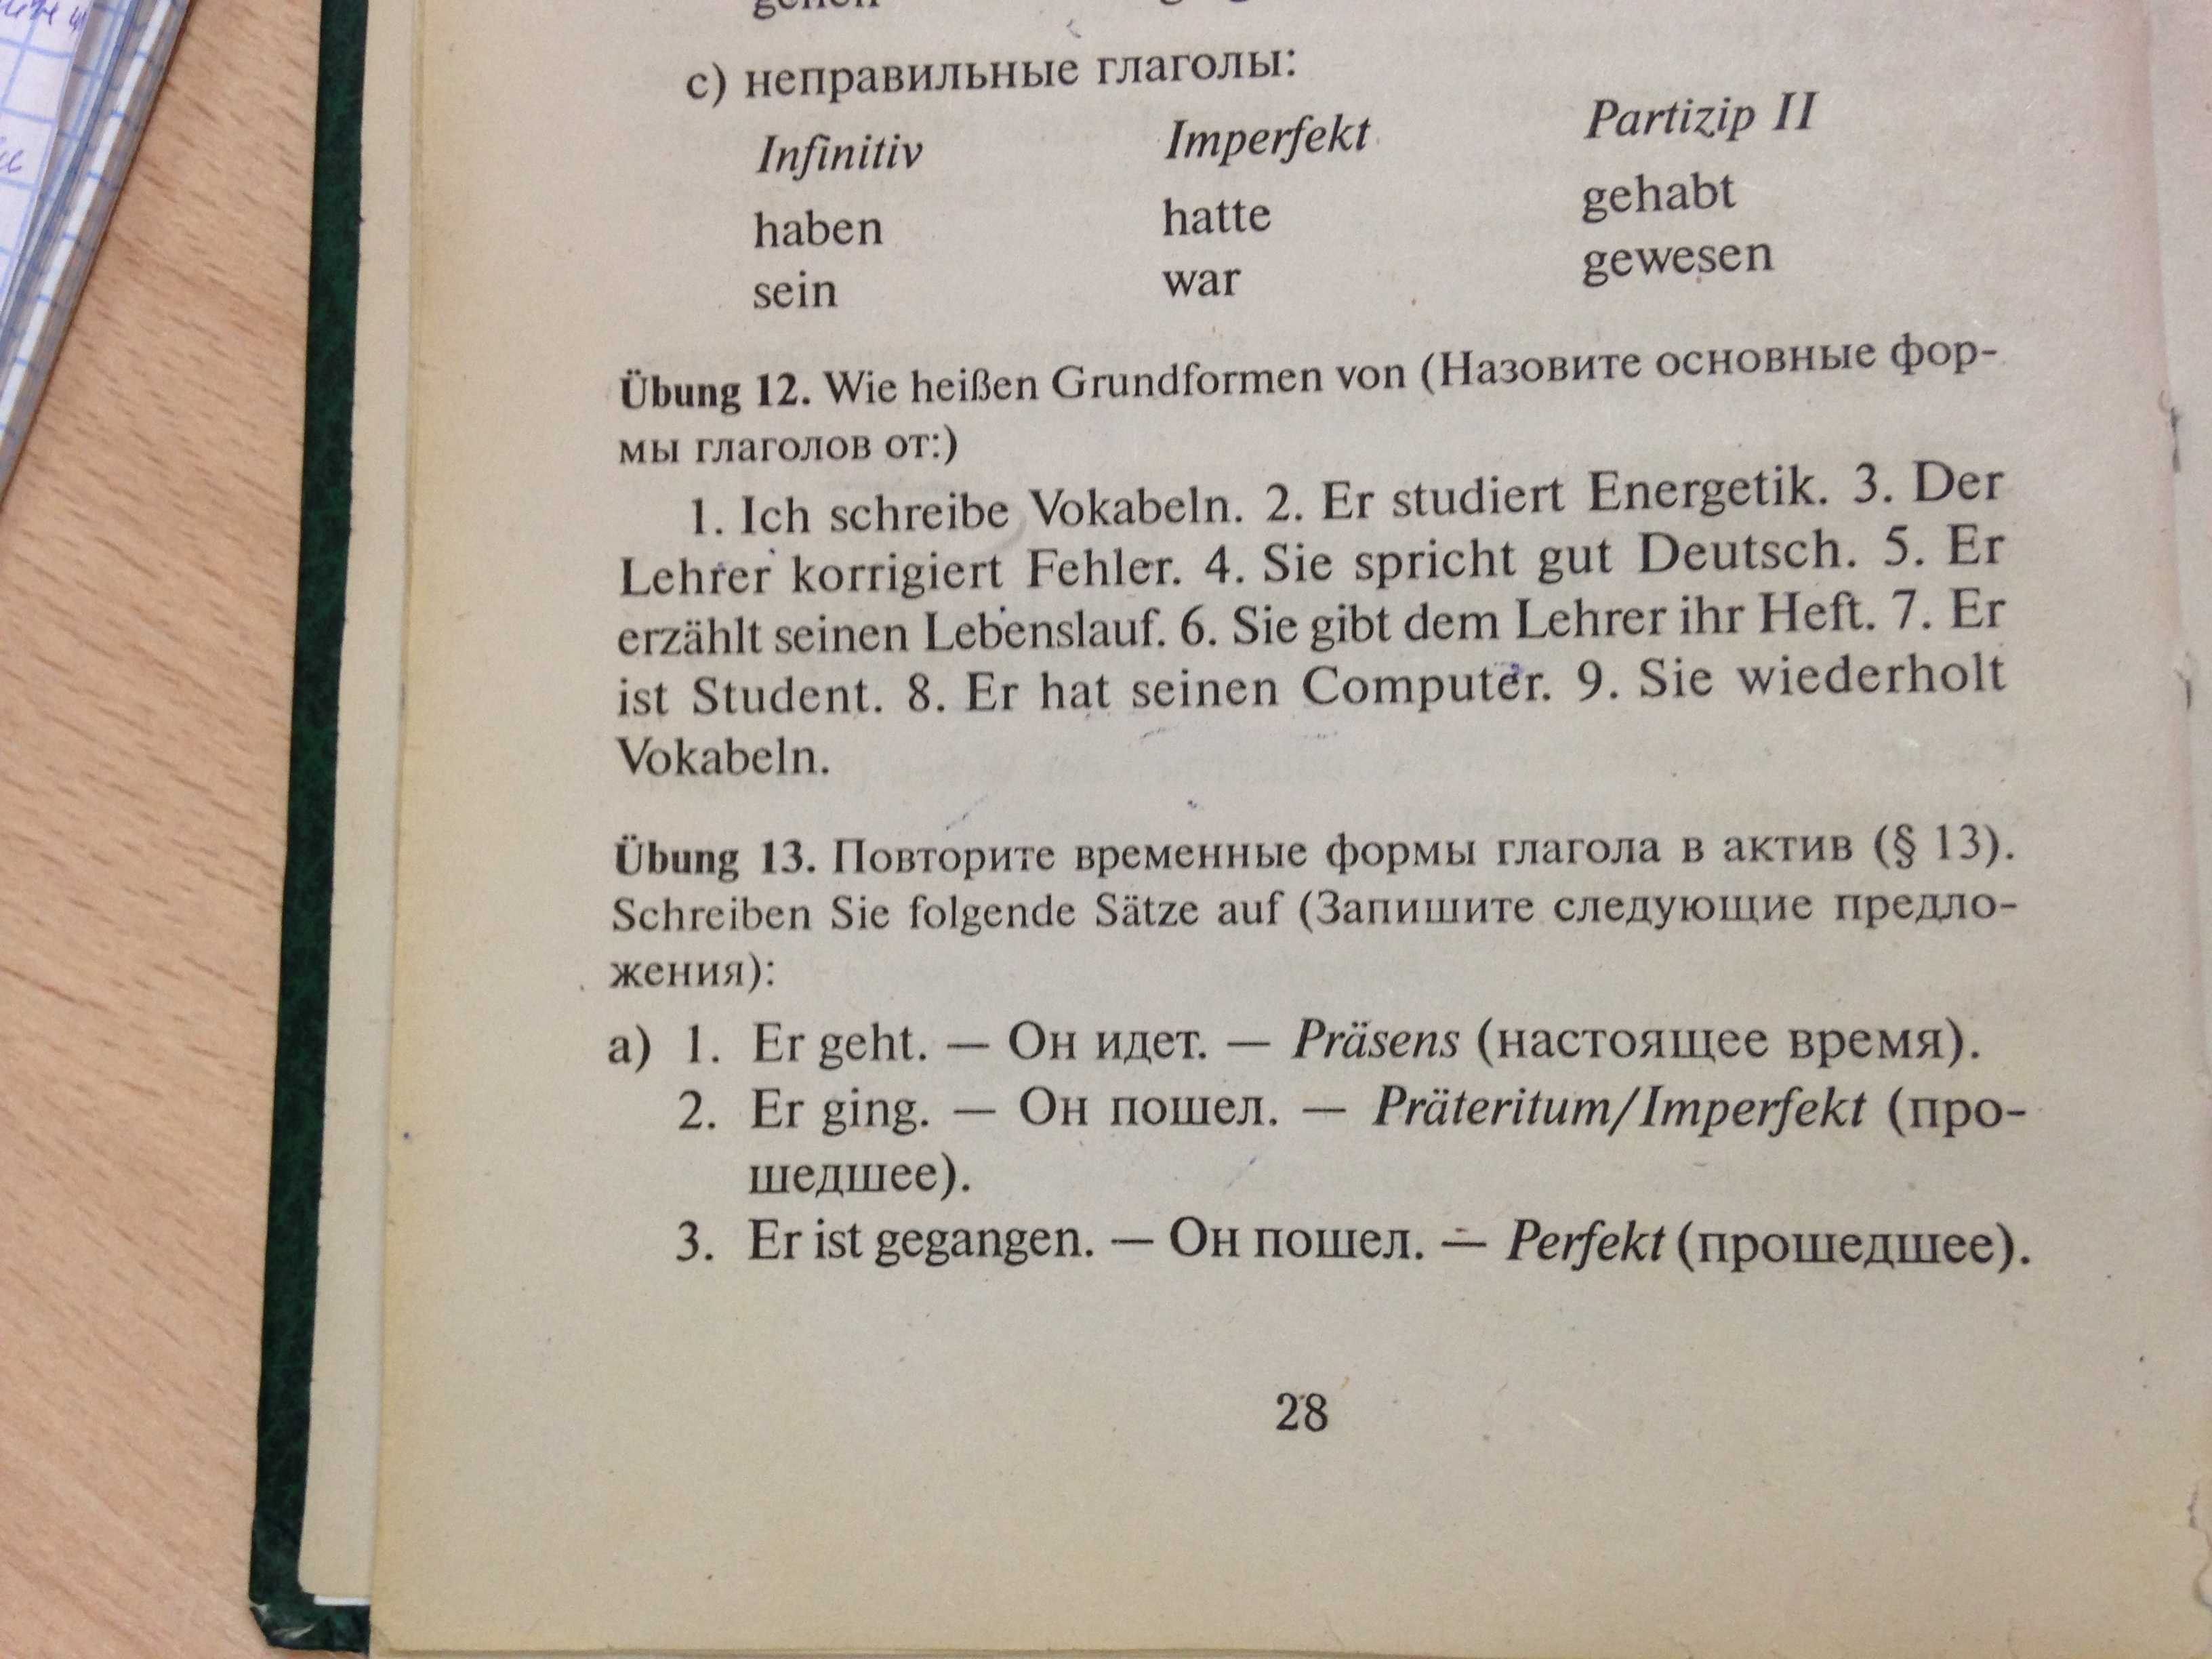 gehen
с) неправильные глаголы:
Infinitiv Imperfekt Partizip II
haben hatte gehabt
sein war gewesen
Übung 12. Wie heißen Grundformen von (Назовите основные фор-
мы глаголов от:)
1. Ich schreibe Vokabeln. 2. Er studiert Energetik. 3. Der
Lehrer korrigiert Fehler. 4. Sie spricht gut Deutsch. 5. Er
erzählt seinen Lebenslauf. 6. Sie gibt dem Lehrer ihr Heft. 7. Er
ist Student. 8. Er hat seinen Computer. 9. Sie wiederholt
Vokabeln.
Übung 13. Повторите временные формы глагола в актив (§ 13).
Schreiben Sie folgende Sätze auf (Запишите следующие предло-
жения):
a) 1. Er geht. — Он идет. — Präsens (настоящее время).
2. Er ging. — Он пошел. — Präteritum/Imperfekt (про-
шедшее).
3. Er ist gegangen. — Он пошел. — Perfekt (прошедшее).
28